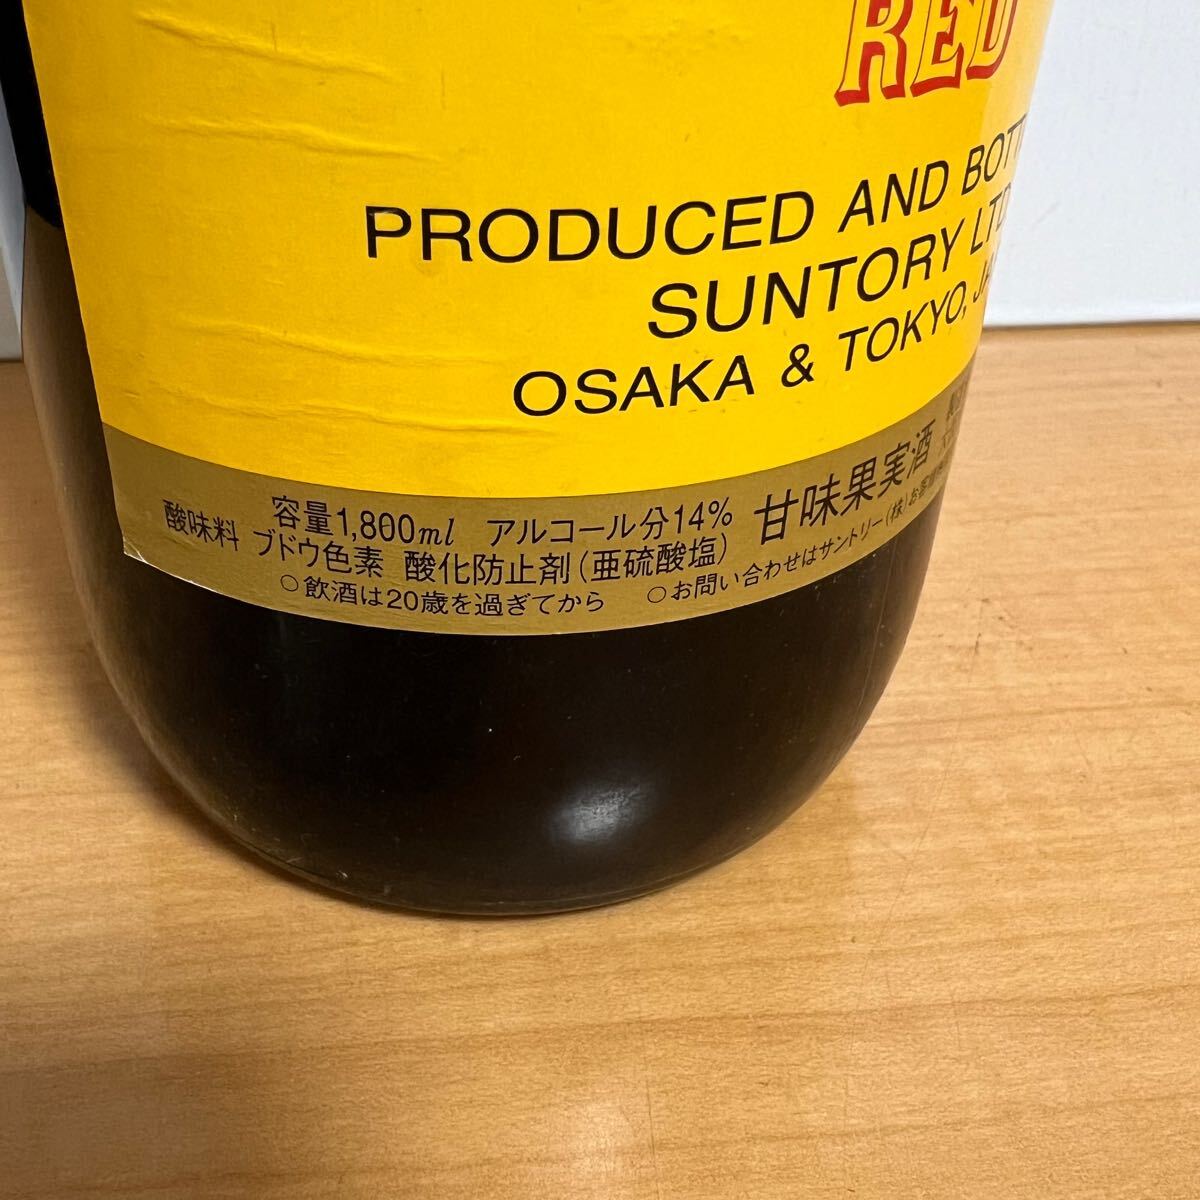 RED
PRODUCED AND BOTT
SUNTORY LTD
OSAKA & TOKYO, JA
容量1,800ml アルコール分14% 甘味果実酒
酸味料 ブドウ色素 酸化防止剤(亜硫酸塩)
○飲酒は20歳を過ぎてから ○お問い合わせはサントリー(株)お客様